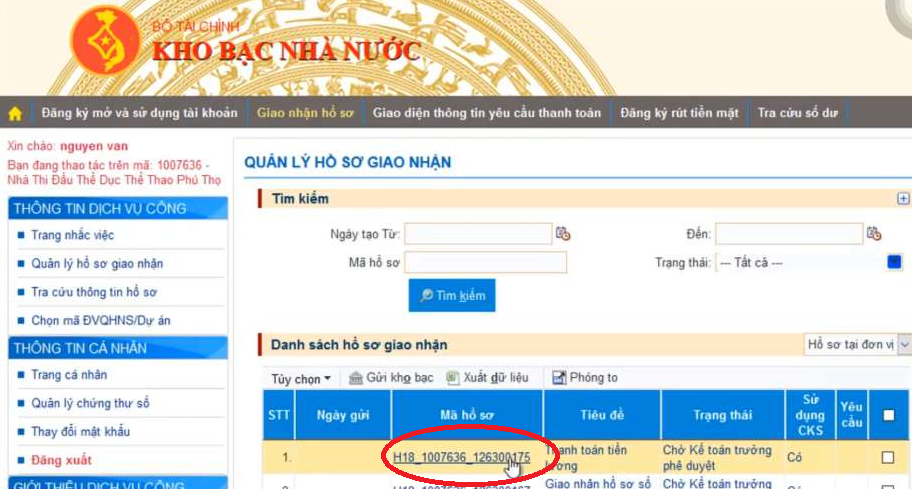 BỘ TÀI CHÍNH
KHO BẠC NHÀ NƯỚC
Đăng ký mở và sử dụng tài khoản Giao nhận hồ sơ Giao diện thông tin yêu cầu thanh toán Đăng ký rút tiền mặt Tra cứu số dư
Xin chào: nguyen van
Bạn đang thao tác trên mã: 1007636 -
Nhà Thi Đấu Thể Dục Thể Thao Phú Thọ
THÔNG TIN DỊCH VỤ CÔNG
Trang nhắc việc
Quản lý hồ sơ giao nhận
Tra cứu thông tin hồ sơ
Chọn mã ĐVQHNS/Dự án
THÔNG TIN CÁ NHÂN
Trang cá nhân
Quản lý chứng thư số
Thay đổi mật khẩu
Đăng xuất
GIỚI THIỆU DỊCH VỤ CÔNG
QUẢN LÝ HỒ SƠ GIAO NHẬN
Tìm kiếm
Ngày tạo Từ: Đến:
Mã hồ sơ Trạng thái: --- Tất cả ---
Tìm kiếm
Danh sách hồ sơ giao nhận Hồ sơ tại đơn vị
Tùy chọn Gửi kho bạc Xuất dữ liệu Phóng to
STT Ngày gửi Mã hồ sơ Tiêu đề Trạng thái Sử dụng CKS Yêu cầu
1. H18_1007636_126300175 Thanh toán tiền lương Chờ Kế toán trưởng phê duyệt Có
Giao nhận hồ sơ số Chờ Kế toán trưởng